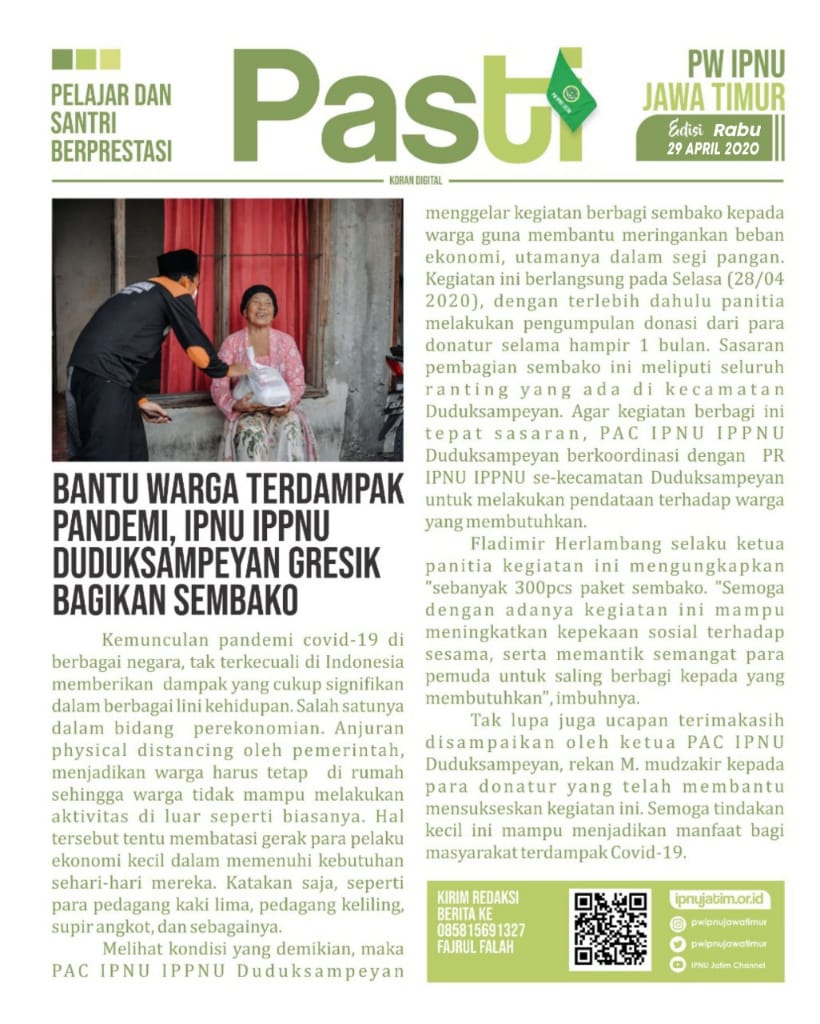 PELAJAR DAN
SANTRI
BERPRESTASI
Pasti
PW IPNU JATIM
PW IPNU
JAWA TIMUR
Edisi Rabu
29 APRIL 2020
KORAN DIGITAL
BANTU WARGA TERDAMPAK
PANDEMI, IPNU IPPNU
DUDUKSAMPEYAN GRESIK
BAGIKAN SEMBAKO
Kemunculan pandemi covid-19 di
berbagai negara, tak terkecuali di Indonesia
memberikan dampak yang cukup signifikan
dalam berbagai lini kehidupan. Salah satunya
dalam bidang perekonomian. Anjuran
physical distancing oleh pemerintah,
menjadikan warga harus tetap di rumah
sehingga warga tidak mampu melakukan
aktivitas di luar seperti biasanya. Hal
tersebut tentu membatasi gerak para pelaku
ekonomi kecil dalam memenuhi kebutuhan
sehari-hari mereka. Katakan saja, seperti
para pedagang kaki lima, pedagang keliling,
supir angkot, dan sebagainya.
Melihat kondisi yang demikian, maka
PAC IPNU IPPNU Duduksampeyan
menggelar kegiatan berbagi sembako kepada
warga guna membantu meringankan beban
ekonomi, utamanya dalam segi pangan.
Kegiatan ini berlangsung pada Selasa (28/04
2020), dengan terlebih dahulu panitia
melakukan pengumpulan donasi dari para
donatur selama hampir 1 bulan. Sasaran
pembagian sembako ini meliputi seluruh
ranting yang ada di kecamatan
Duduksampeyan. Agar kegiatan berbagi ini
tepat sasaran, PAC IPNU IPPNU
Duduksampeyan berkoordinasi dengan PR
IPNU IPPNU se-kecamatan Duduksampeyan
untuk melakukan pendataan terhadap warga
yang membutuhkan.
Fladimir Herlambang selaku ketua
panitia kegiatan ini mengungkapkan
"sebanyak 300pcs paket sembako. "Semoga
dengan adanya kegiatan ini mampu
meningkatkan kepekaan sosial terhadap
sesama, serta memantik semangat para
pemuda untuk saling berbagi kepada yang
membutuhkan", imbuhnya.
Tak lupa juga ucapan terimakasih
disampaikan oleh ketua PAC IPNU
Duduksampeyan, rekan M. mudzakir kepada
para donatur yang telah membantu
mensukseskan kegiatan ini. Semoga tindakan
kecil ini mampu menjadikan manfaat bagi
masyarakat terdampak Covid-19.
KIRIM REDAKSI
BERITA KE
085815691327
FAJRUL FALAH
ipnujatim.or.id
pwipnujawatimur
pwipnujawatimur
IPNU Jatim Channel